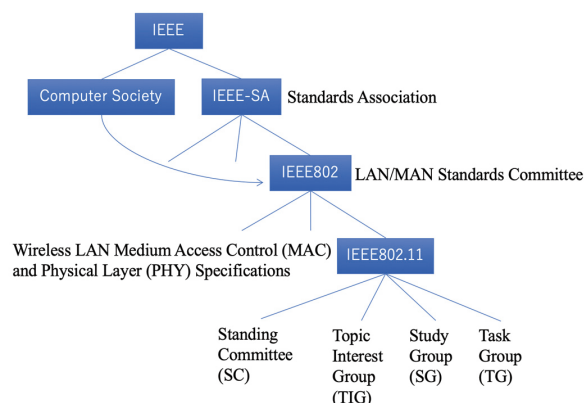 IEEE
Computer Society
IEEE-SA
Standards Association
IEEE802
LAN/MAN Standards Committee
Wireless LAN Medium Access Control (MAC)
and Physical Layer (PHY) Specifications
IEEE802.11
Standing
Committee
(SC)
Topic
Interest
Group
(TIG)
Study
Group
(SG)
Task
Group
(TG)